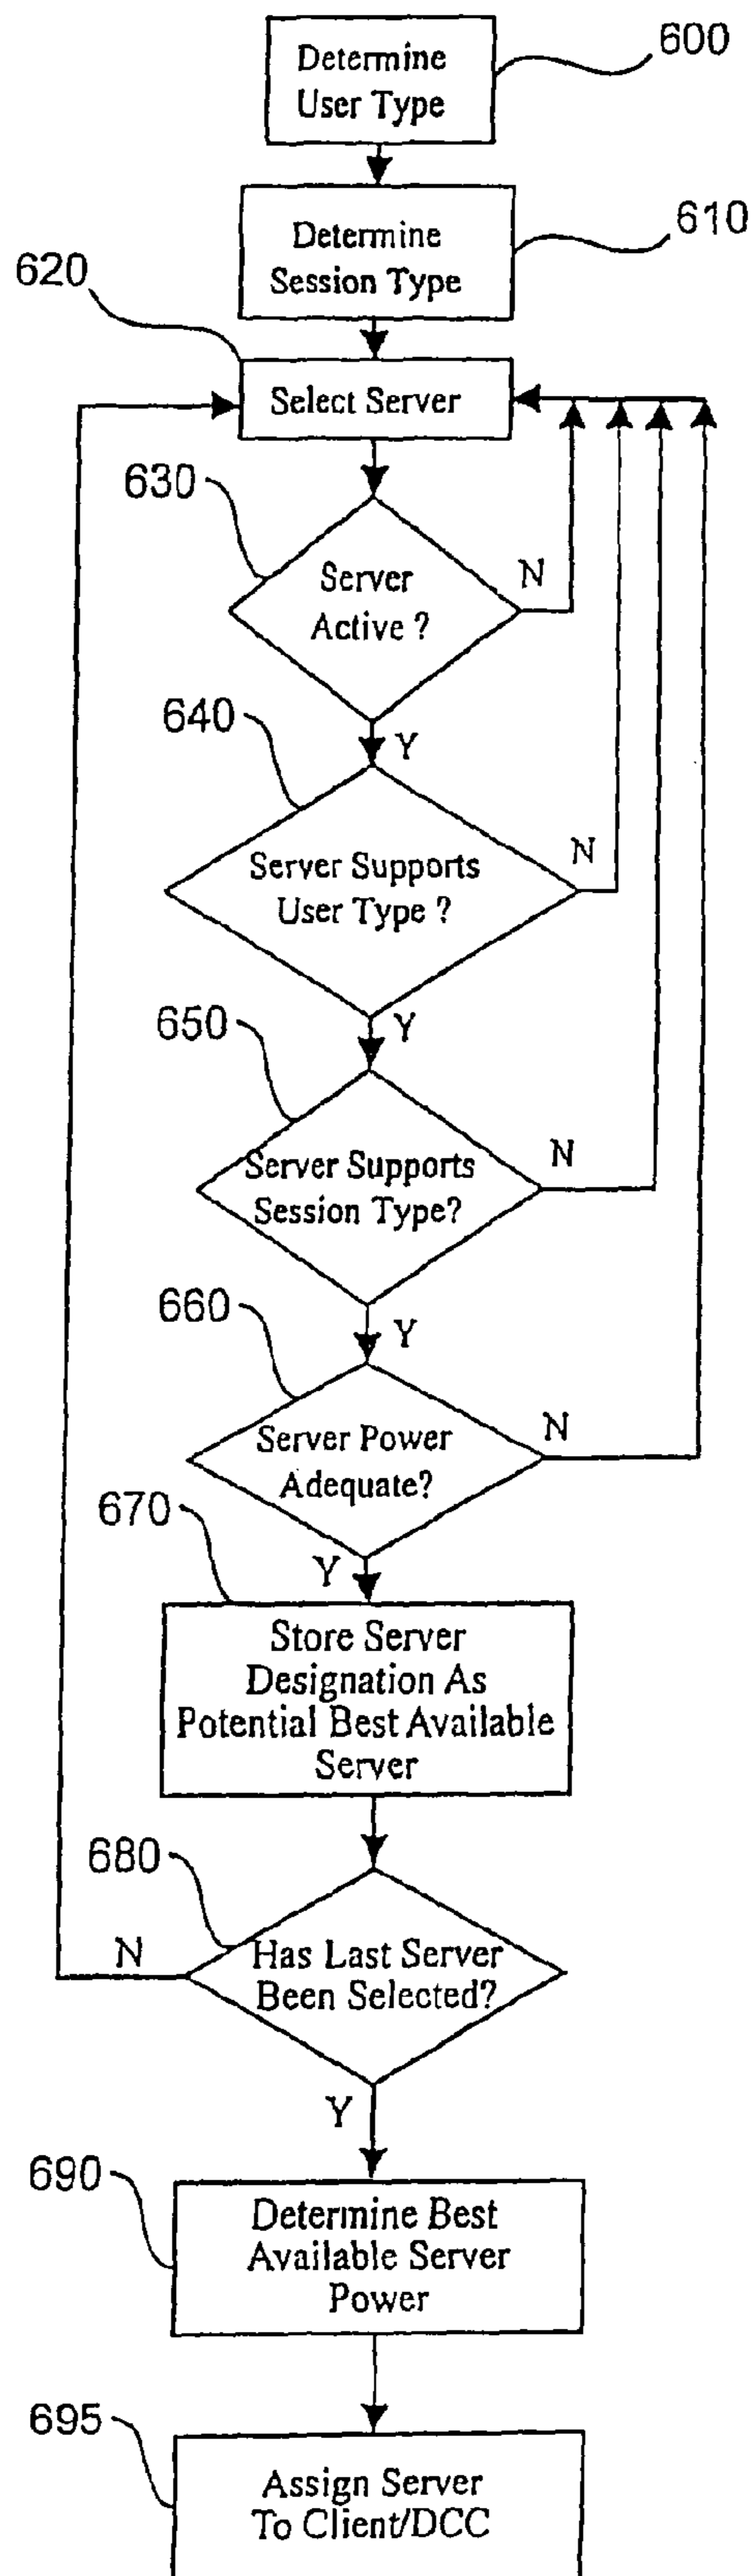 Determine
User Type
600
Determine
Session Type
610
620
Select Server
630
Server
Active ?
N
Y
640
Server Supports
User Type ?
N
Y
650
Server Supports
Session Type?
N
Y
660
Server Power
Adequate?
N
Y
670
Store Server
Designation As
Potential Best Available
Server
680
Has Last Server
Been Selected?
N
Y
690
Determine Best
Available Server
Power
695
Assign Server
To Client/DCC